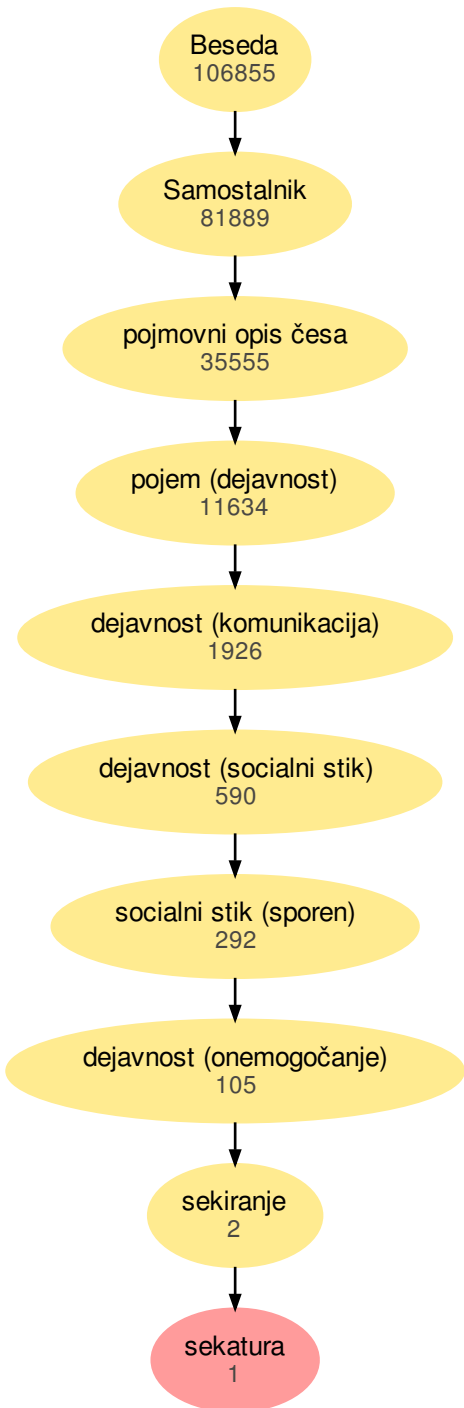 Beseda
106855
Samostalnik
81889
pojmovni opis česa
35555
pojem (dejavnost)
11634
dejavnost (komunikacija)
1926
dejavnost (socialni stik)
590
socialni stik (sporen)
292
dejavnost (onemogočanje)
105
sekiranje
2
sekatura
1